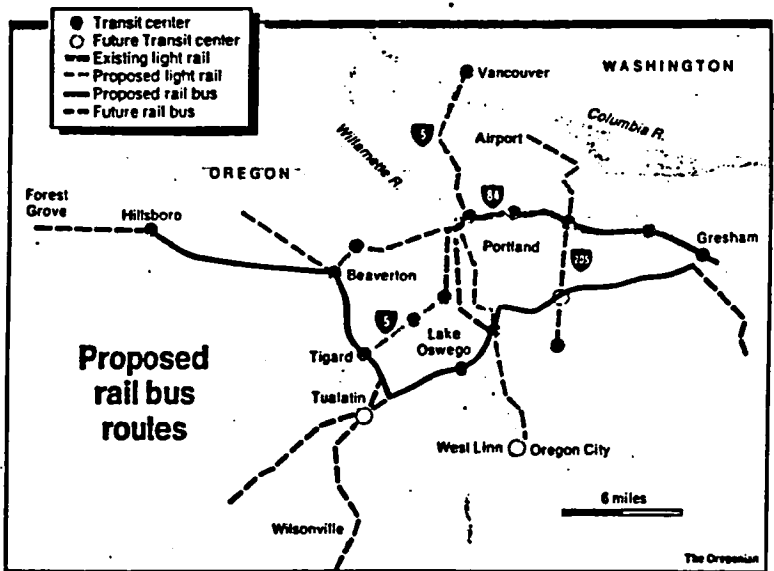 Transit center
Future Transit center
Existing light rail
Proposed light rail
Proposed rail bus
Future rail bus
WASHINGTON
Vancouver
5
Columbia R.
Airport
Willamette R.
OREGON
84
Forest
Grove
Hillsboro
Portland
Gresham
205
Beaverton
5
Lake
Oswego
Tigard
Proposed
rail bus
routes
Tualatin
West Linn
Oregon City
6 miles
Wilsonville
The Oregonian